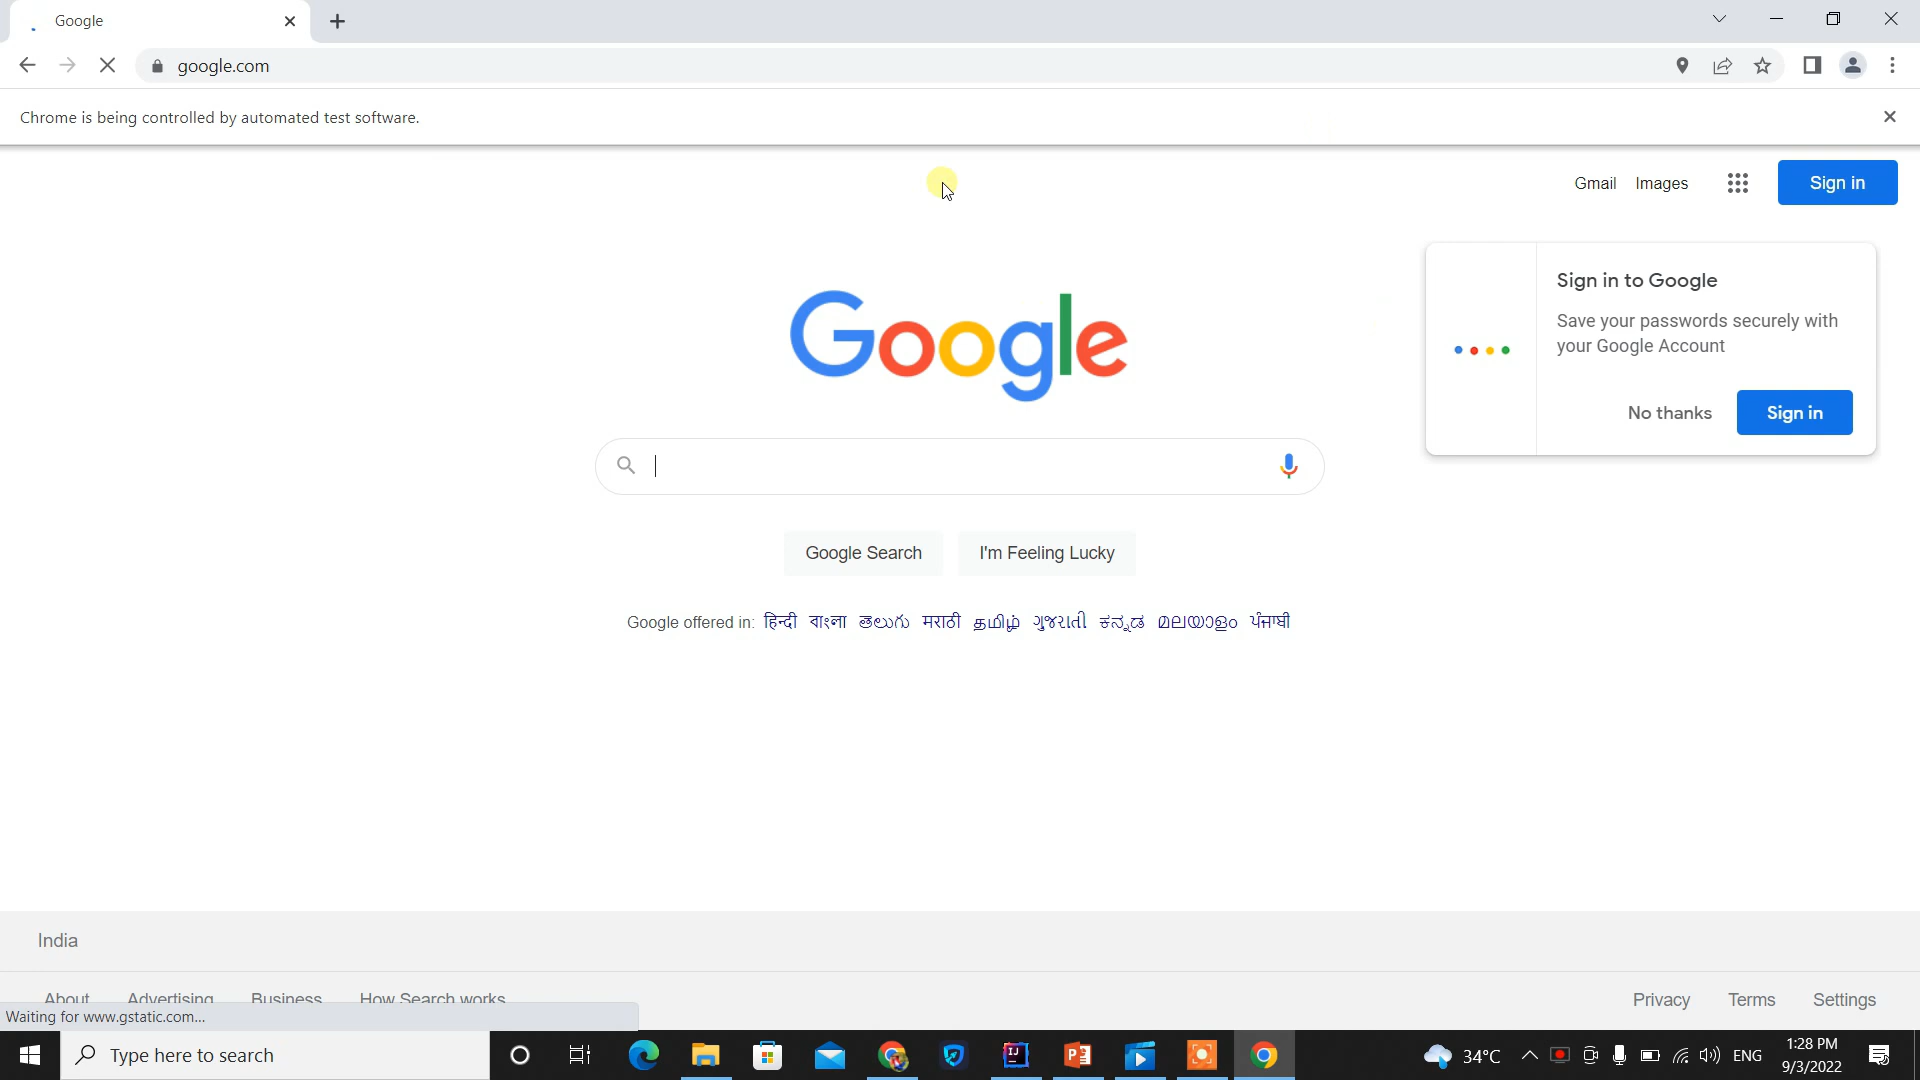 Google
google.com
Chrome is being controlled by automated test software.
Gmail Images Sign in
Sign in to Google
Save your passwords securely with
your Google Account
No thanks Sign in
Google
Google Search I'm Feeling Lucky
Google offered in: हिन्दी বাংলা తెలుగు मराठी தமிழ் ગુજરાતી ಕನ್ನಡ മലയാളം ਪੰਜਾਬੀ
India
About Advertising Business How Search works
Privacy Terms Settings
Waiting for www.gstatic.com...
Type here to search
34°C
ENG
1:28 PM
9/3/2022